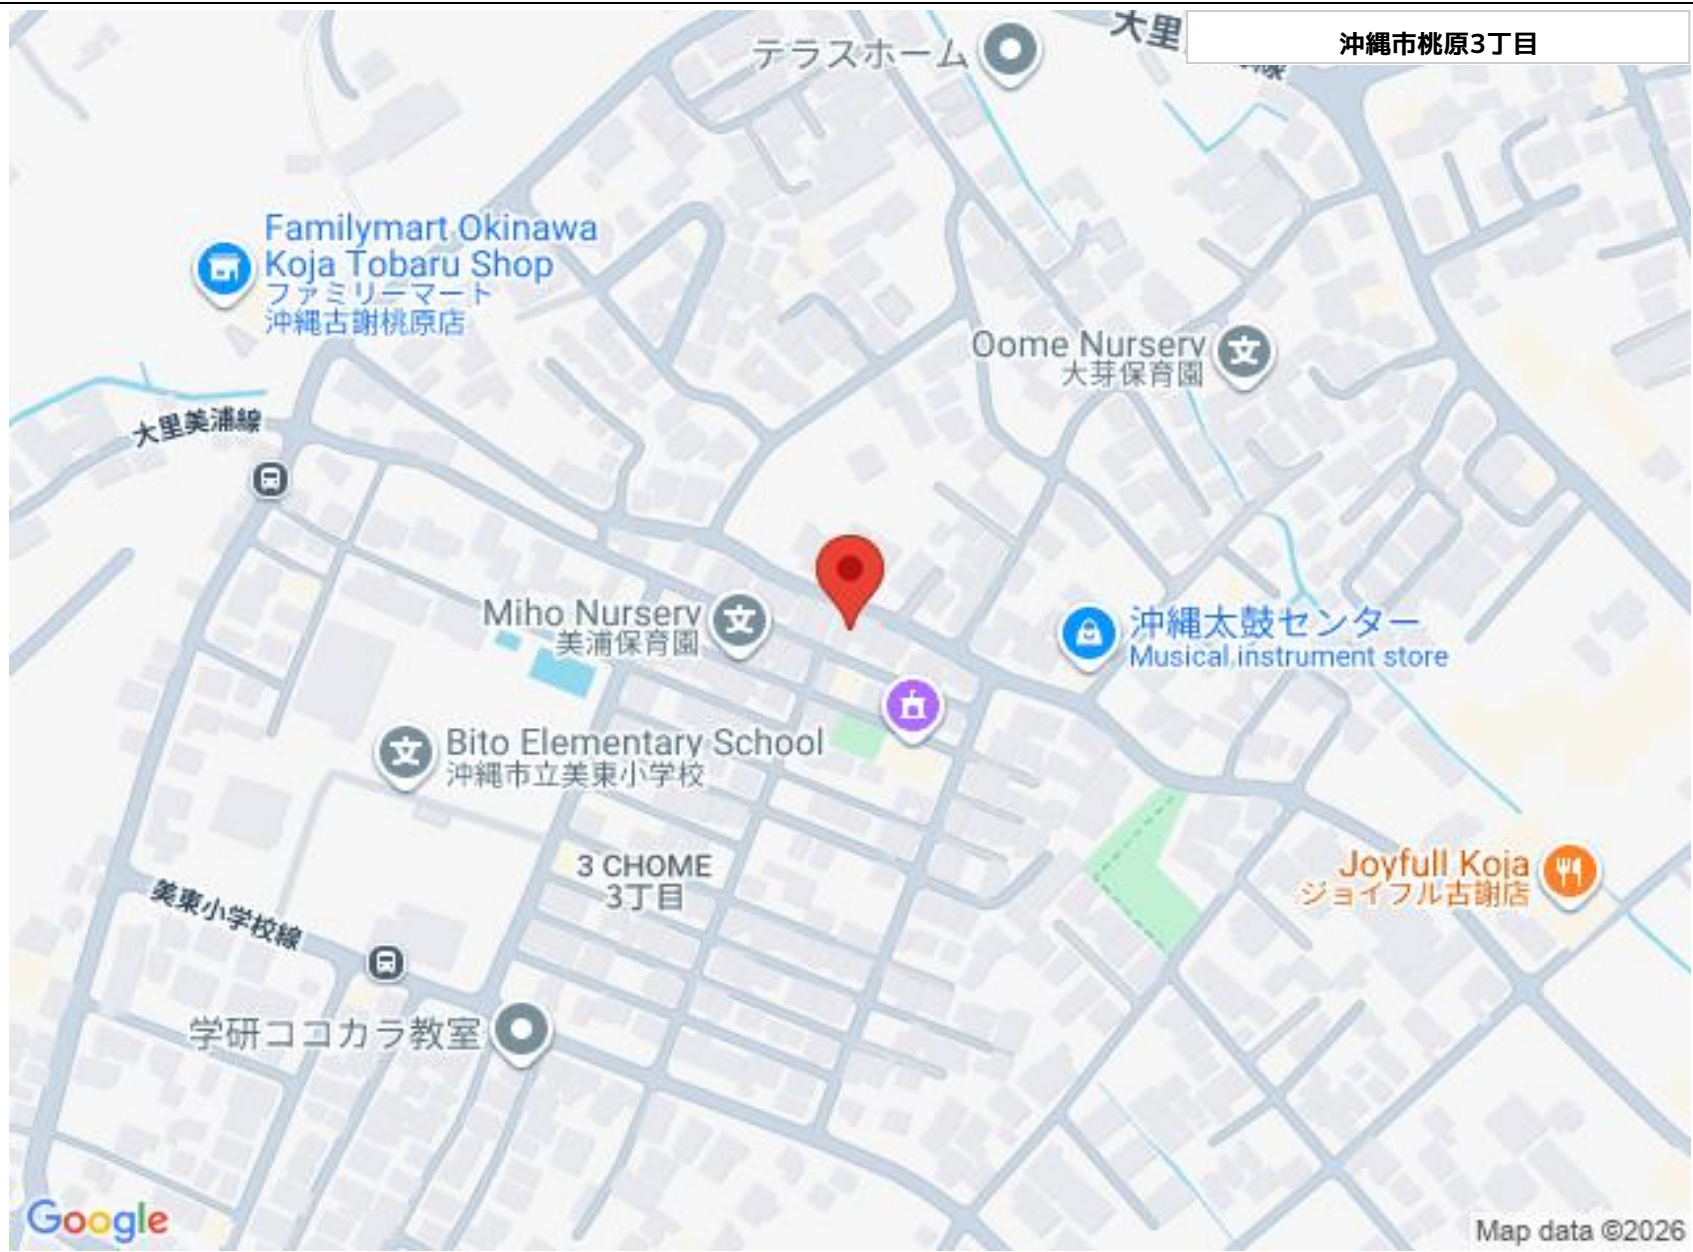 沖縄市桃原3丁目
テラスホーム
大里
線
Familymart Okinawa
Koja Tobaru Shop
ファミリーマート
沖縄古謝桃原店
Oome Nursery
大芽保育園
大里美浦線
Miho Nursery
美浦保育園
沖縄太鼓センター
Musical instrument store
Bito Elementary School
沖縄市立美東小学校
3 CHOME
3丁目
Joyfull Koja
ジョイフル古謝店
美東小学校線
学研ココカラ教室
Google
Map data ©2026